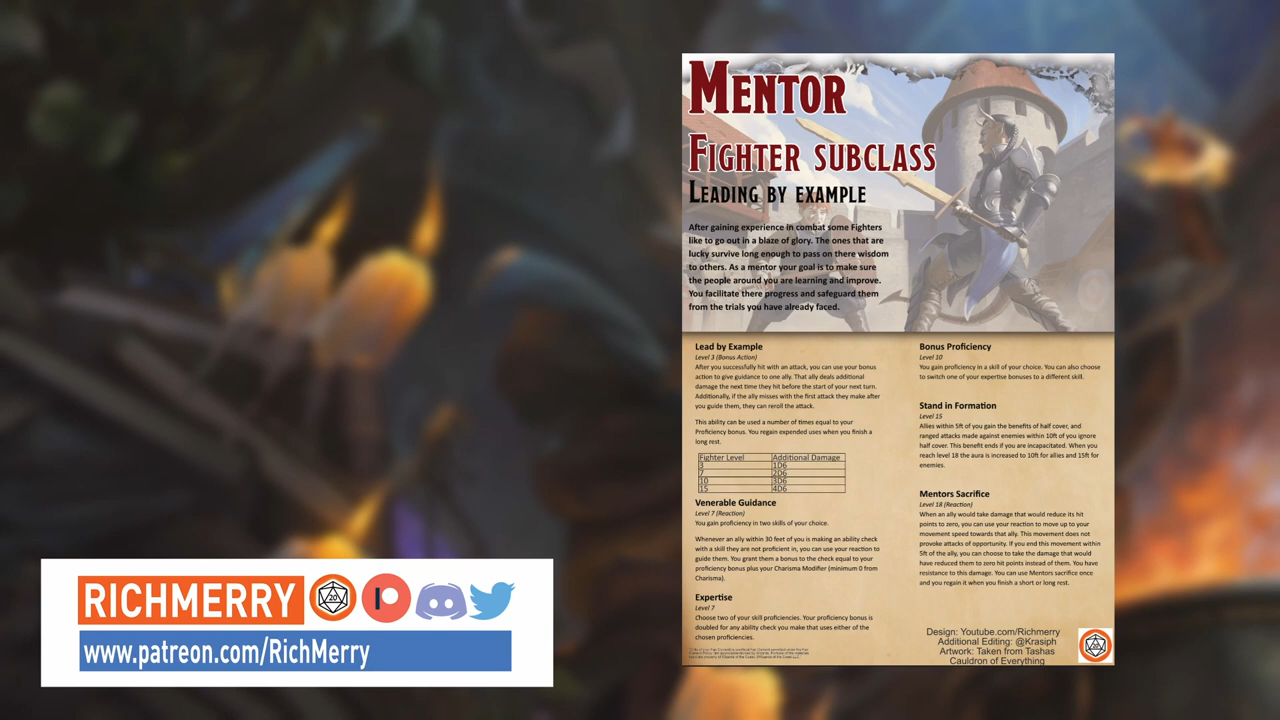 MENTOR
FIGHTER SUBCLASS
LEADING BY EXAMPLE
After gaining experience in combat some Fighters
like to go out in a blaze of glory. The ones that are
lucky survive long enough to pass on there wisdom
to others. As a mentor your goal is to make sure
the people around you are learning and improve.
You facilitate there progress and safeguard them
from the trials you have already faced.
Lead by Example
Level 3 (Bonus Action)
After you successfully hit with an attack, you can use your bonus
action to give guidance to one ally. That ally deals additional
damage the next time they hit before the start of your next turn.
Additionally, if the ally misses with the first attack they make after
you guide them, they can reroll the attack.
This ability can be used a number of times equal to your
Proficiency bonus. You regain expended uses when you finish a
long rest.
Fighter Level Additional Damage
3 1D6
7 2D6
10 3D6
15 4D6
Venerable Guidance
Level 7 (Reaction)
You gain proficiency in two skills of your choice.
Whenever an ally within 30 feet of you is making an ability check
with a skill they are not proficient in, you can use your reaction to
guide them. You grant them a bonus to the check equal to your
proficiency bonus plus your Charisma Modifier (minimum 0 from
Charisma).
Expertise
Level 7
Choose two of your skill proficiencies. Your proficiency bonus is
doubled for any ability check you make that uses either of the
chosen proficiencies.
Bonus Proficiency
Level 10
You gain proficiency in a skill of your choice. You can also choose
to switch one of your expertise bonuses to a different skill.
Stand in Formation
Level 15
Allies within 5ft of you gain the benefits of half cover, and
ranged attacks made against enemies within 10ft of you ignore
half cover. This benefit ends if you are incapacitated. When you
reach level 18 the aura is increased to 10ft for allies and 15ft for
enemies.
Mentors Sacrifice
Level 18 (Reaction)
When an ally would take damage that would reduce its hit
points to zero, you can use your reaction to move up to your
movement speed towards that ally. This movement does not
provoke attacks of opportunity. If you end this movement within
5ft of the ally, you can choose to take the damage that would
have reduced them to zero hit points instead of them. You have
resistance to this damage. You can use Mentors sacrifice once
and you regain it when you finish a short or long rest.
Design: Youtube.com/Richmerry
Additional Editing: @Krasiph
Artwork: Taken from Tashas
Cauldron of Everything
RICHMERRY
20
www.patreon.com/RichMerry